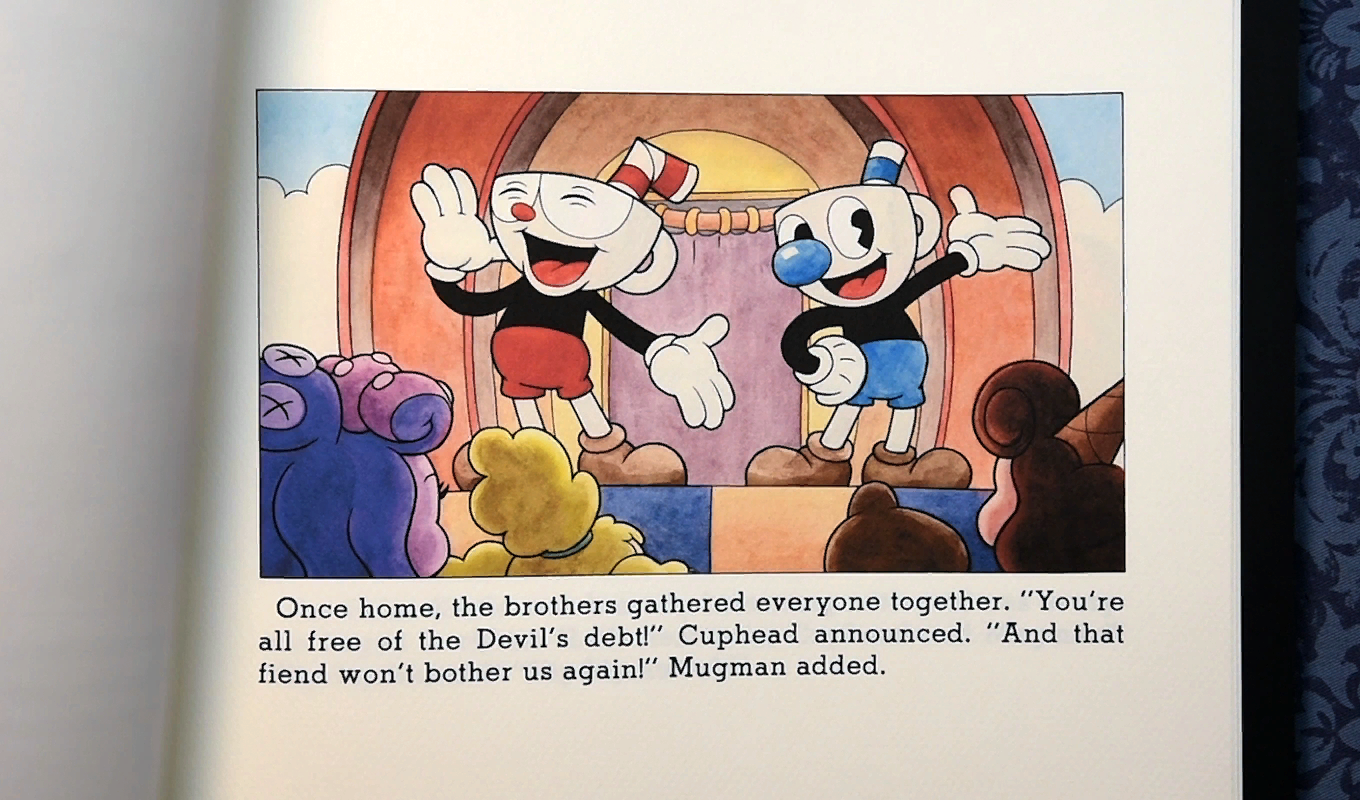 Once home, the brothers gathered everyone together. "You're
all free of the Devil's debt!" Cuphead announced. "And that
fiend won't bother us again!" Mugman added.